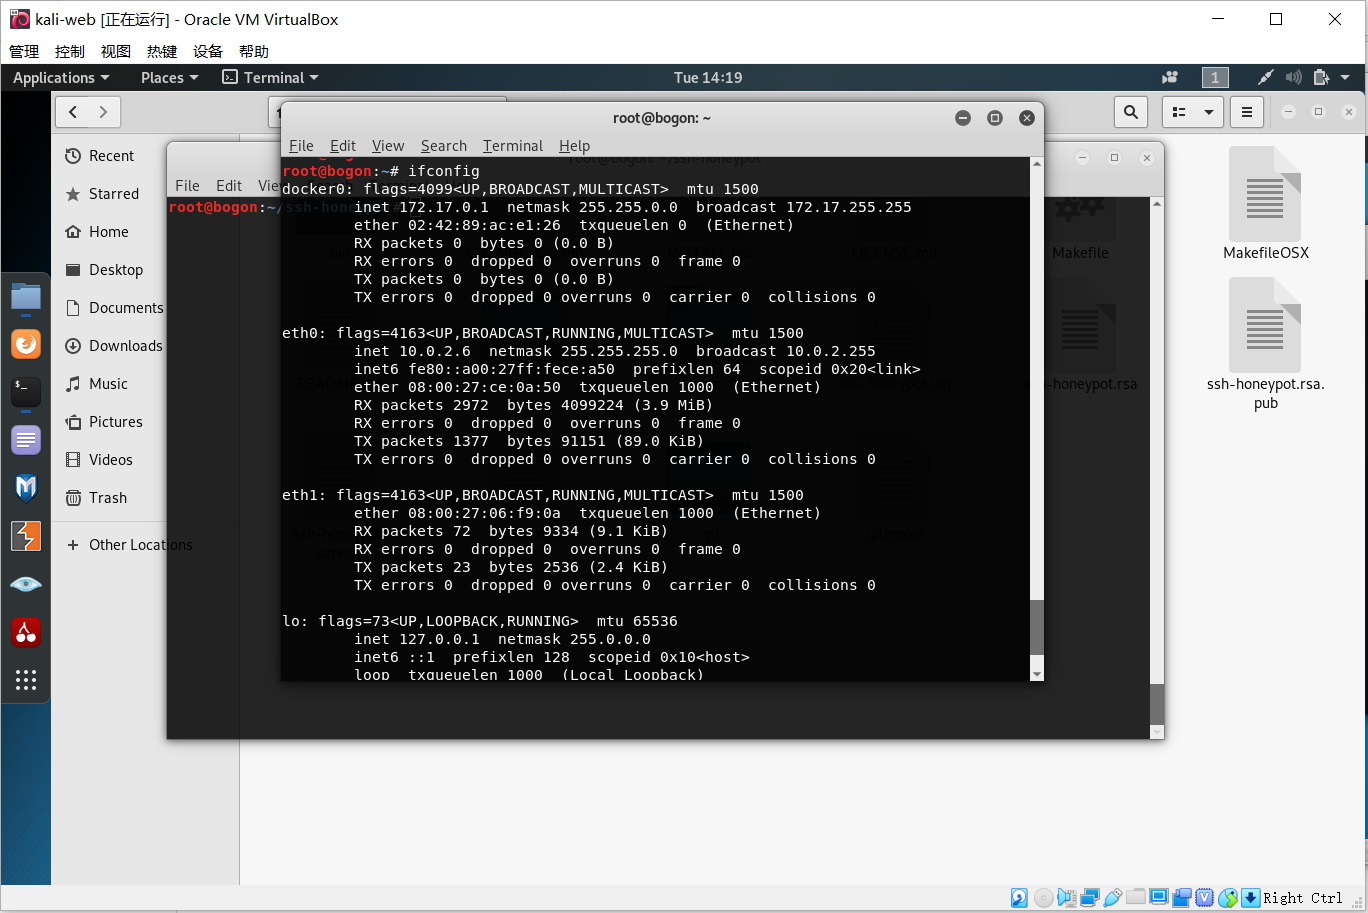 kali-web [正在运行] - Oracle VM VirtualBox
管理 控制 视图 热键 设备 帮助
Applications Places Terminal Tue 14:19 1
root@bogon: ~
File Edit View Search Terminal Help
root@bogon:~# ifconfig
docker0: flags=4099<UP,BROADCAST,MULTICAST>  mtu 1500
        inet 172.17.0.1  netmask 255.255.0.0  broadcast 172.17.255.255
        ether 02:42:89:ac:e1:26  txqueuelen 0  (Ethernet)
        RX packets 0  bytes 0 (0.0 B)
        RX errors 0  dropped 0  overruns 0  frame 0
        TX packets 0  bytes 0 (0.0 B)
        TX errors 0  dropped 0 overruns 0  carrier 0  collisions 0
eth0: flags=4163<UP,BROADCAST,RUNNING,MULTICAST>  mtu 1500
        inet 10.0.2.6  netmask 255.255.255.0  broadcast 10.0.2.255
        inet6 fe80::a00:27ff:fece:a50  prefixlen 64  scopeid 0x20<link>
        ether 08:00:27:ce:0a:50  txqueuelen 1000  (Ethernet)
        RX packets 2972  bytes 4099224 (3.9 MiB)
        RX errors 0  dropped 0  overruns 0  frame 0
        TX packets 1377  bytes 91151 (89.0 KiB)
        TX errors 0  dropped 0 overruns 0  carrier 0  collisions 0
eth1: flags=4163<UP,BROADCAST,RUNNING,MULTICAST>  mtu 1500
        ether 08:00:27:06:f9:0a  txqueuelen 1000  (Ethernet)
        RX packets 72  bytes 9334 (9.1 KiB)
        RX errors 0  dropped 0  overruns 0  frame 0
        TX packets 23  bytes 2536 (2.4 KiB)
        TX errors 0  dropped 0 overruns 0  carrier 0  collisions 0
lo: flags=73<UP,LOOPBACK,RUNNING>  mtu 65536
        inet 127.0.0.1  netmask 255.0.0.0
        inet6 ::1  prefixlen 128  scopeid 0x10<host>
        loop  txqueuelen 1000  (Local Loopback)
File Edit
root@bogon:~/ssh-honeypot
Recent
Starred
Home
Desktop
Documents
Downloads
Music
Pictures
Videos
Trash
Other Locations
LICENSE.md
Makefile
MakefileOSX
ssh-honeypot.log
-honeypot.rsa
ssh-honeypot.rsa.
pub
Right Ctrl